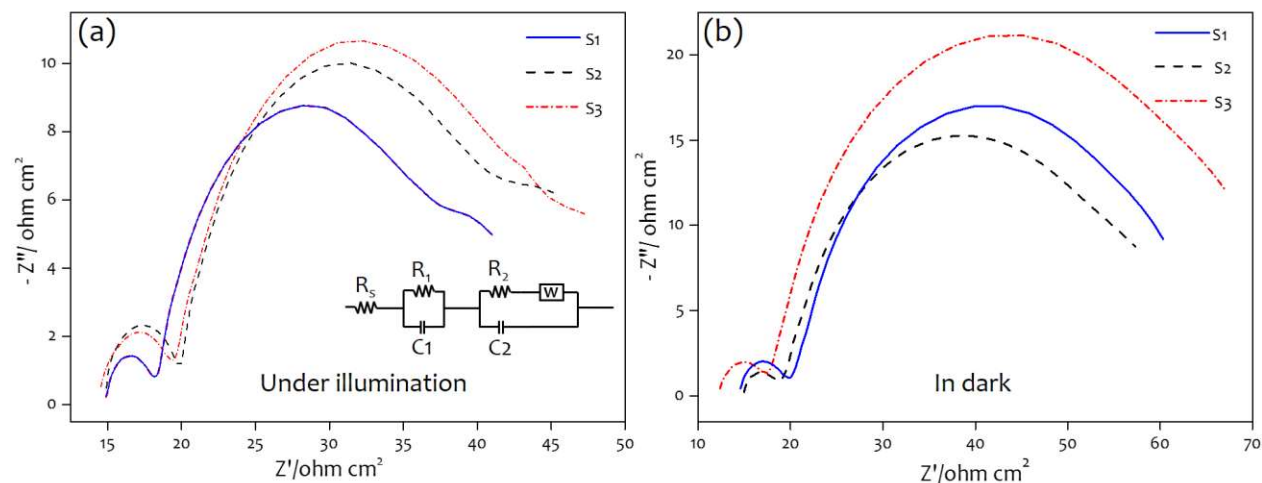 (a)
S1
S2
S3
10
8
6
4
2
0
- Z"/ ohm cm²
Rs
R1
C1
R2
W
C2
Under illumination
15 20 25 30 35 40 45 50
Z'/ohm cm²
(b)
S1
S2
S3
20
15
10
5
0
- Z"/ ohm cm²
In dark
10 20 30 40 50 60 70
Z'/ohm cm²